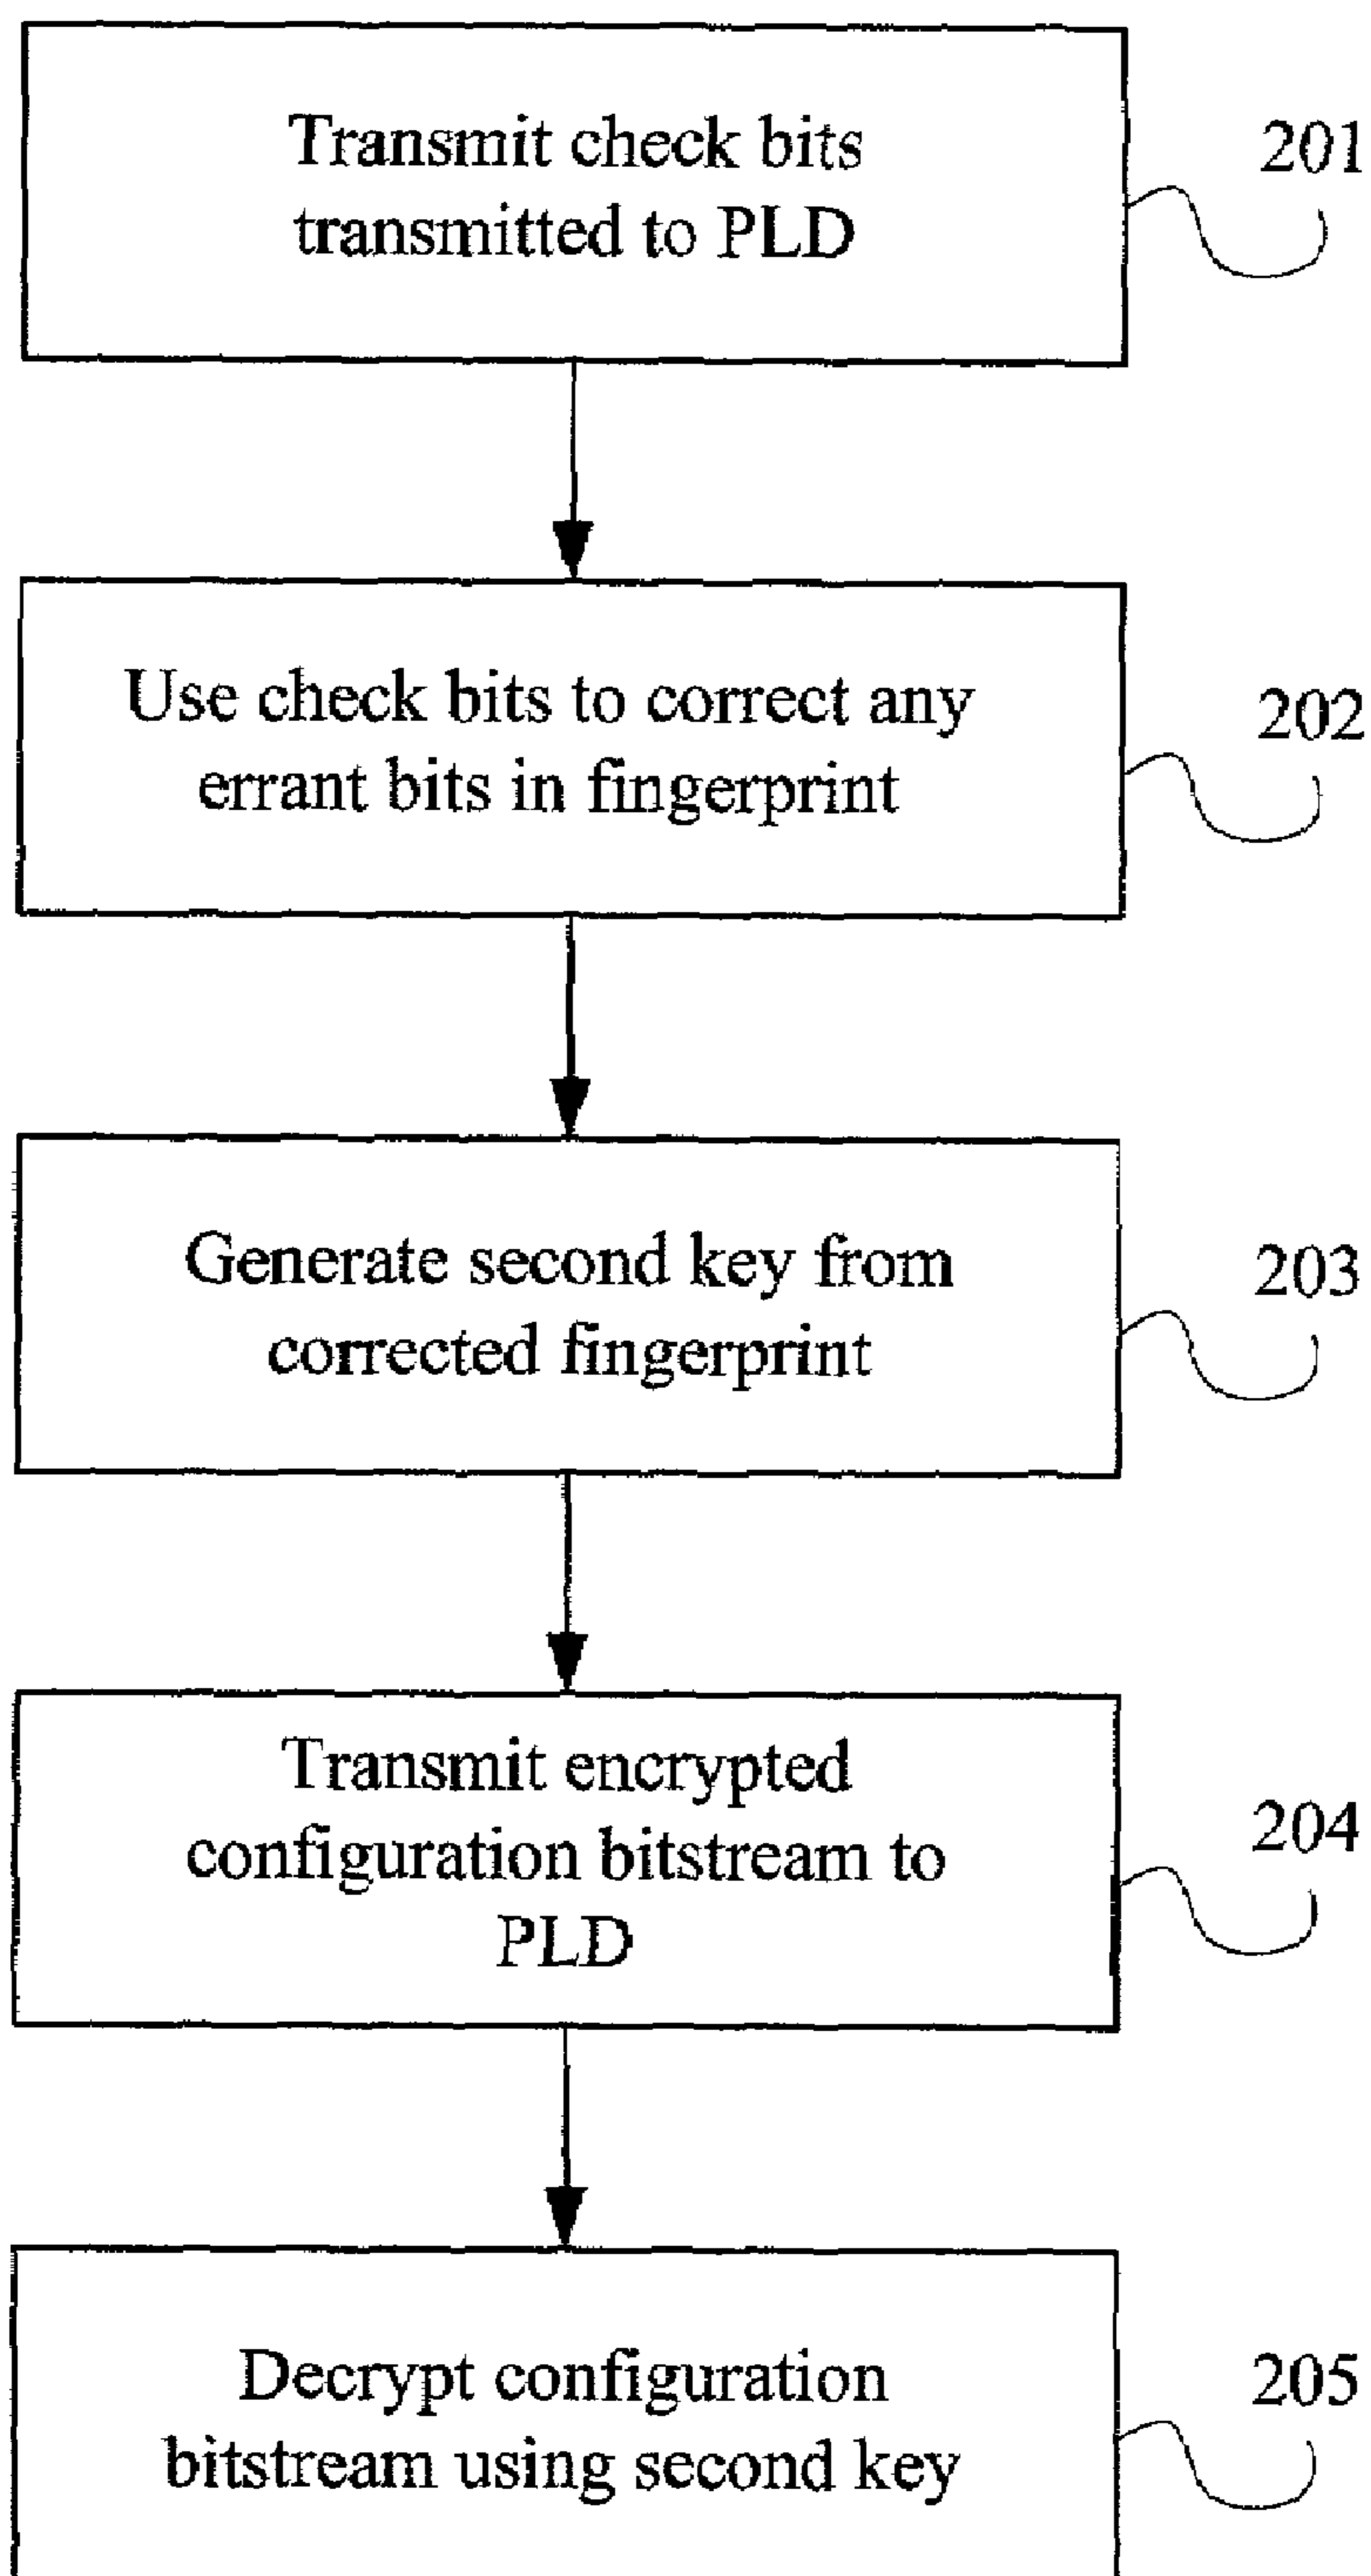 Transmit check bits
transmitted to PLD
201
Use check bits to correct any
errant bits in fingerprint
202
Generate second key from
corrected fingerprint
203
Transmit encrypted
configuration bitstream to
PLD
204
Decrypt configuration
bitstream using second key
205